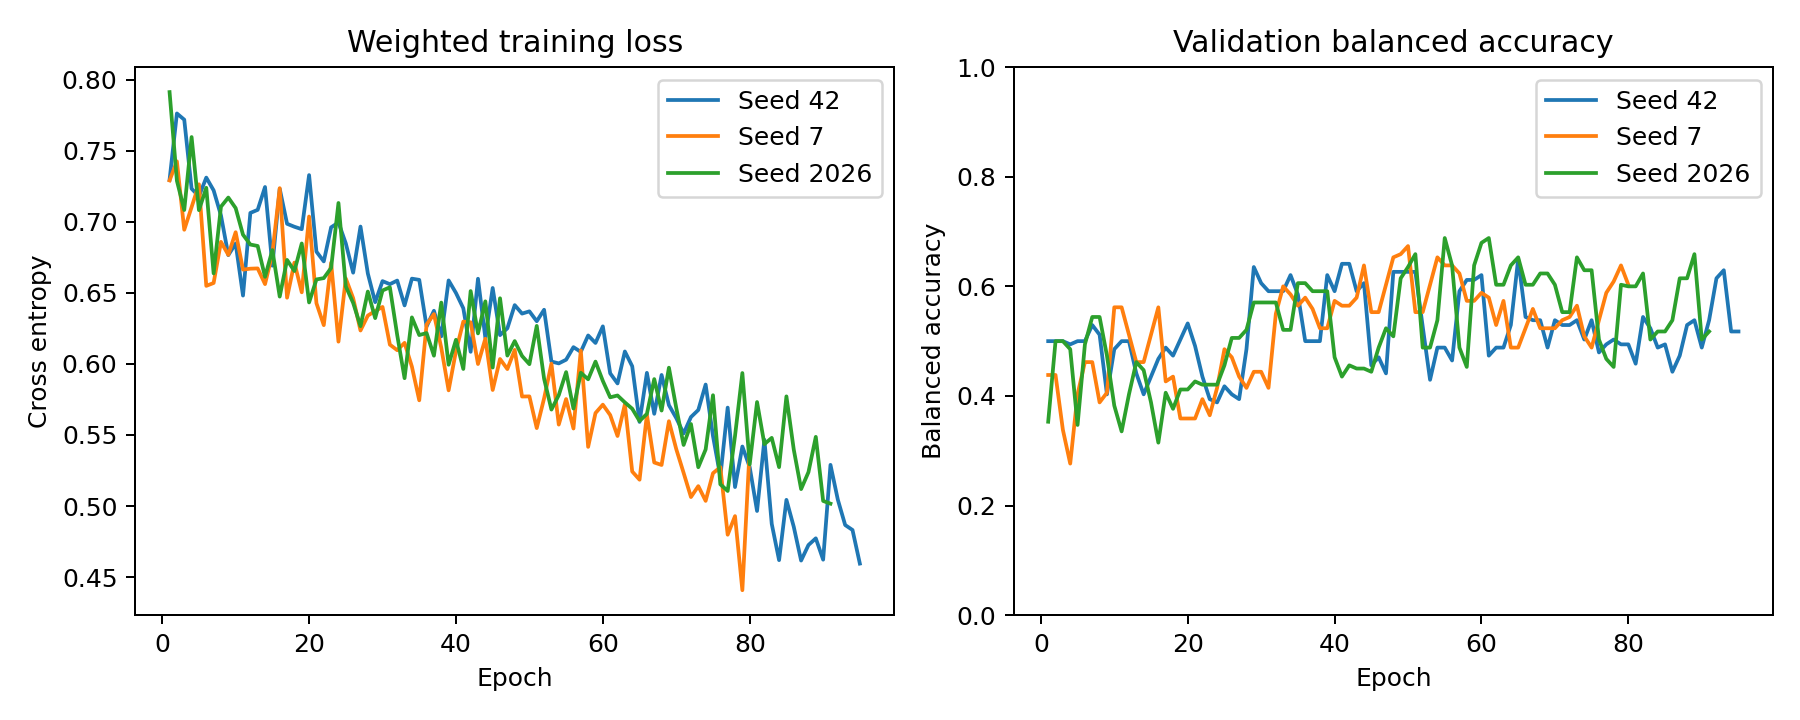 Weighted training loss
Cross entropy
0.80
0.75
0.70
0.65
0.60
0.55
0.50
0.45
Seed 42
Seed 7
Seed 2026
0 20 40 60 80
Epoch
Validation balanced accuracy
Balanced accuracy
1.0
0.8
0.6
0.4
0.2
0.0
Seed 42
Seed 7
Seed 2026
0 20 40 60 80
Epoch